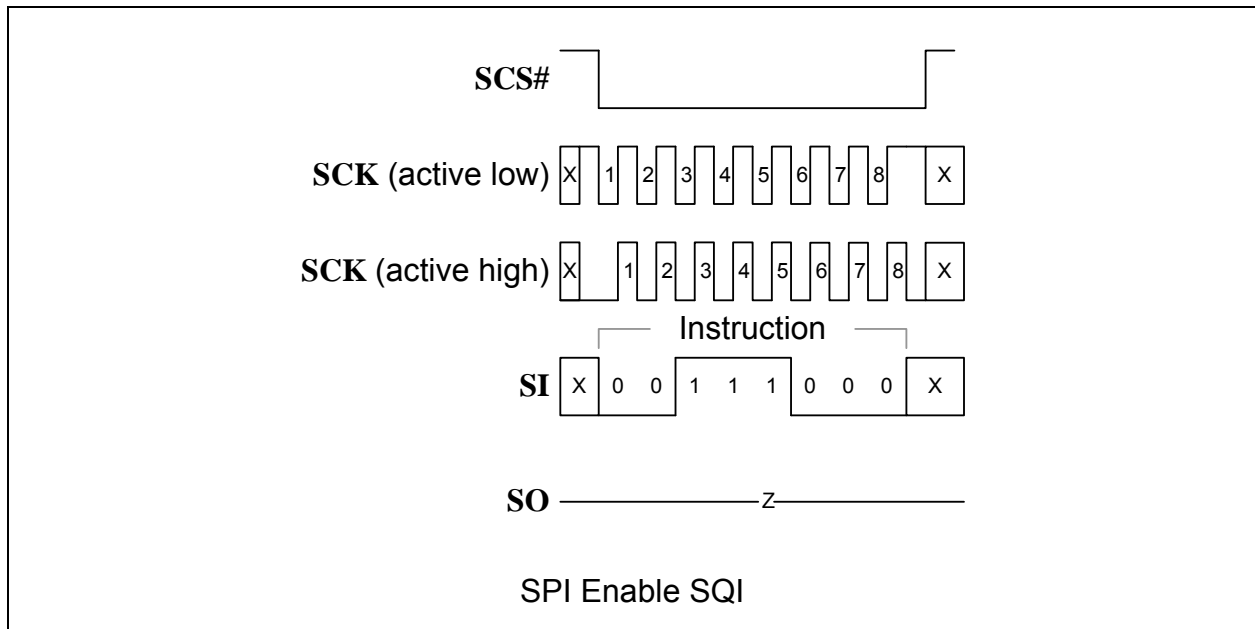 SCS#
SCK (active low) X 1 2 3 4 5 6 7 8 X
SCK (active high) X 1 2 3 4 5 6 7 8 X
Instruction
SI X 0 0 1 1 1 0 0 0 X
SO Z
SPI Enable SQI